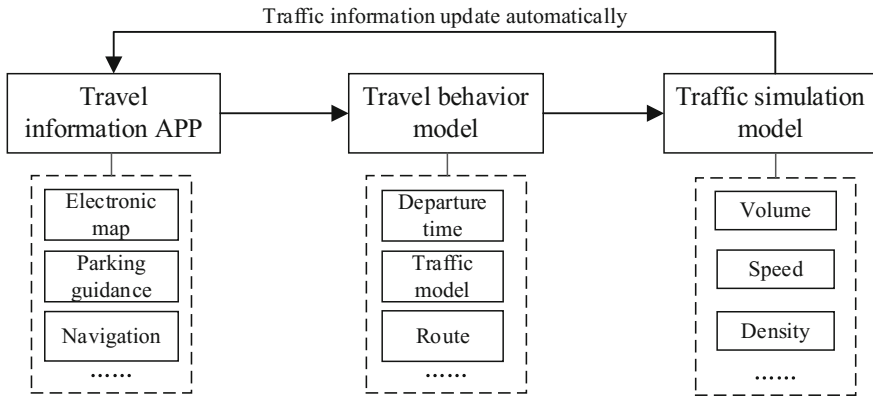 Traffic information update automatically
Travel
information APP
Travel behavior
model
Traffic simulation
model
Electronic
map
Parking
guidance
Navigation
……
Departure
time
Traffic
model
Route
……
Volume
Speed
Density
……